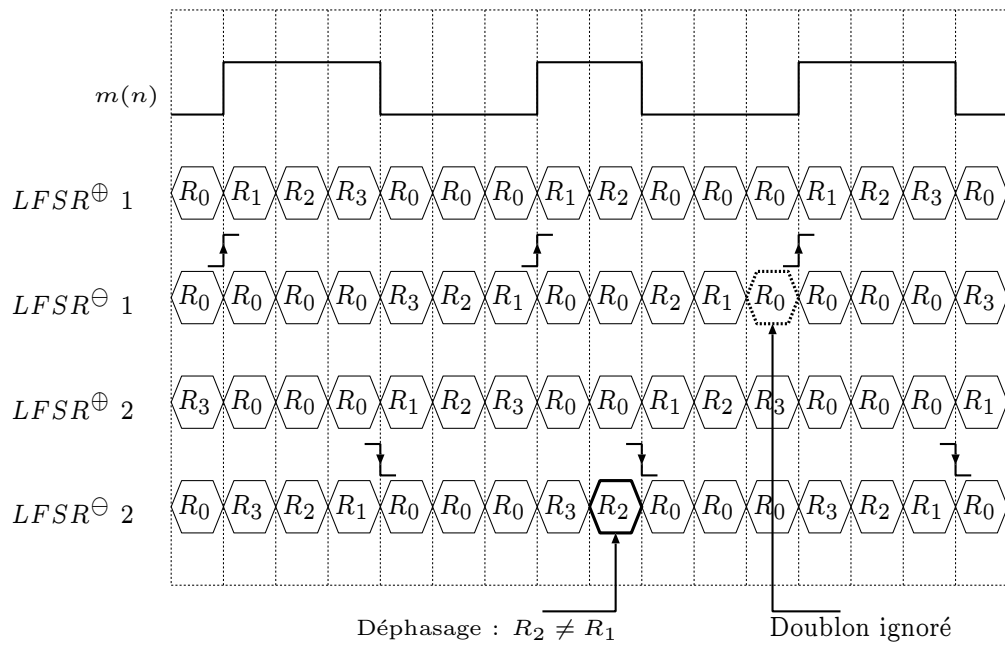 m(n)
LFSR⊕ 1 R0 R1 R2 R3 R0 R0 R0 R1 R2 R0 R0 R0 R1 R2 R3 R0
LFSR⊖ 1 R0 R0 R0 R0 R3 R2 R1 R0 R0 R2 R1 R0 R0 R0 R0 R3
LFSR⊕ 2 R3 R0 R0 R0 R1 R2 R3 R0 R0 R1 R2 R3 R0 R0 R0 R1
LFSR⊖ 2 R0 R3 R2 R1 R0 R0 R0 R3 R2 R0 R0 R0 R3 R2 R1 R0
Déphasage : R2 ≠ R1 Doublon ignoré